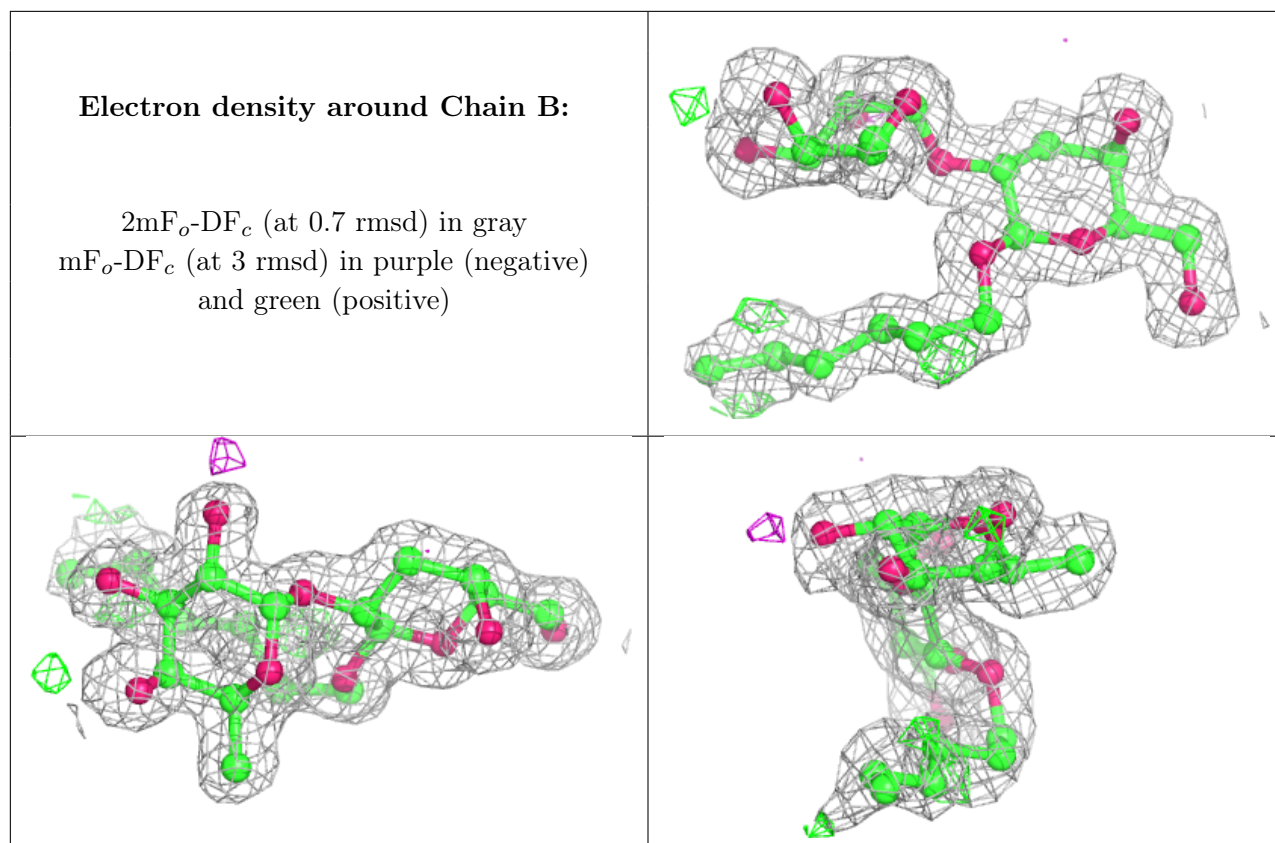 Electron density around Chain B:
2mFo-DFc (at 0.7 rmsd) in gray
mFo-DFc (at 3 rmsd) in purple (negative)
and green (positive)